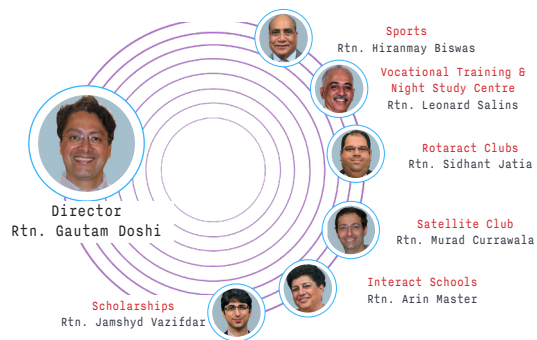 Sports
Rtn. Hiranmay Biswas
Vocational Training &
Night Study Centre
Rtn. Leonard Salins
Rotaract Clubs
Rtn. Sidhant Jatia
Director
Rtn. Gautam Doshi
Satellite Club
Rtn. Murad Currawala
Interact Schools
Rtn. Arin Master
Scholarships
Rtn. Jamshyd Vazifdar